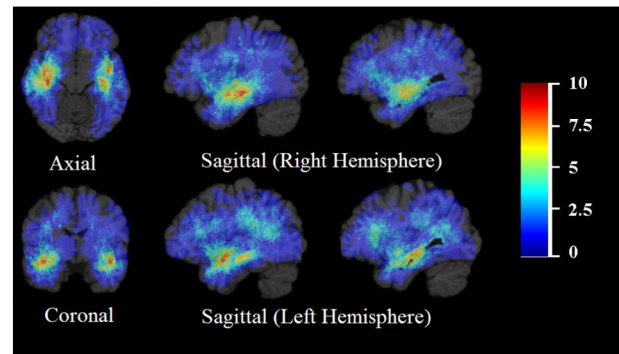 Axial
Sagittal (Right Hemisphere)
10
7.5
5
2.5
0
Coronal
Sagittal (Left Hemisphere)